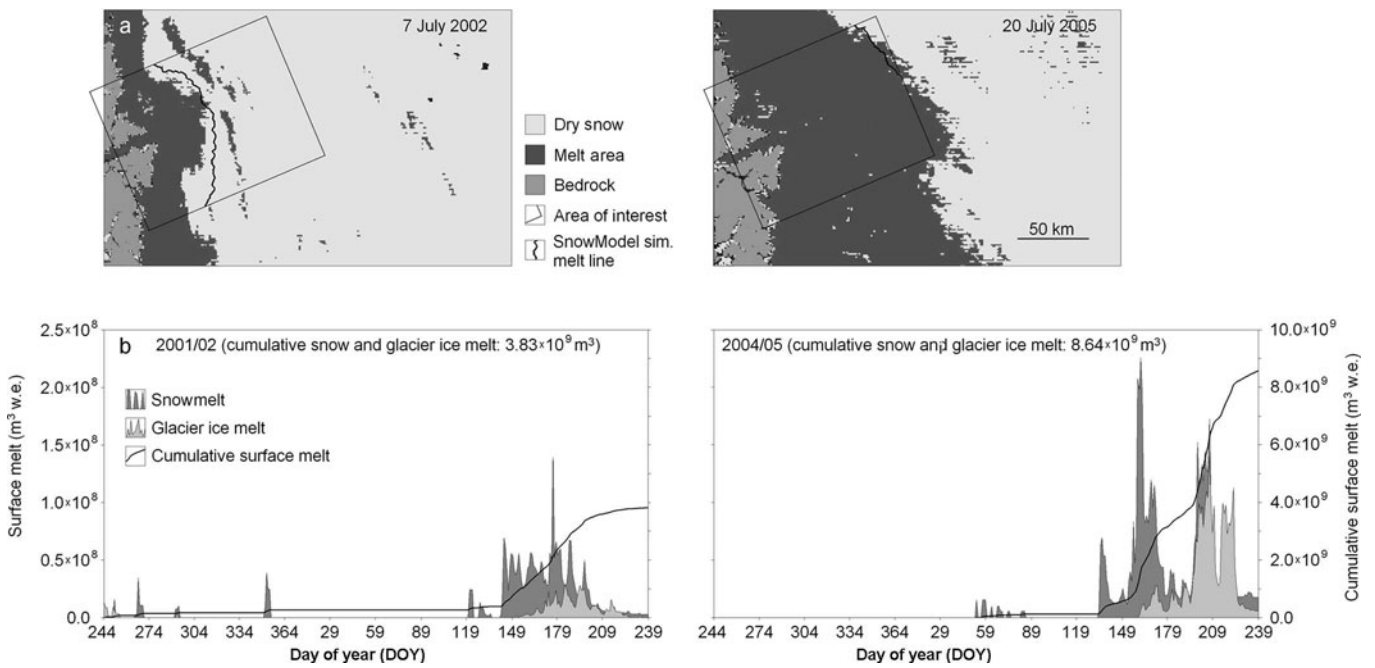 a
7 July 2002
20 July 2005
Dry snow
Melt area
Bedrock
Area of interest
SnowModel sim.
melt line
50 km
b
2001/02 (cumulative snow and glacier ice melt: 3.83×10⁹ m³)
Snowmelt
Glacier ice melt
Cumulative surface melt
Surface melt (m³ w.e.)
2.5×10⁸
2.0×10⁸
1.5×10⁸
1.0×10⁸
0.5×10⁸
0.0
244 274 304 334 364 29 59 89 119 149 179 209 239
Day of year (DOY)
2004/05 (cumulative snow and glacier ice melt: 8.64×10⁹ m³)
10.0×10⁹
8.0×10⁹
6.0×10⁹
4.0×10⁹
2.0×10⁹
0.0
Cumulative surface melt (m³ w.e.)
244 274 304 334 364 29 59 89 119 149 179 209 239
Day of year (DOY)